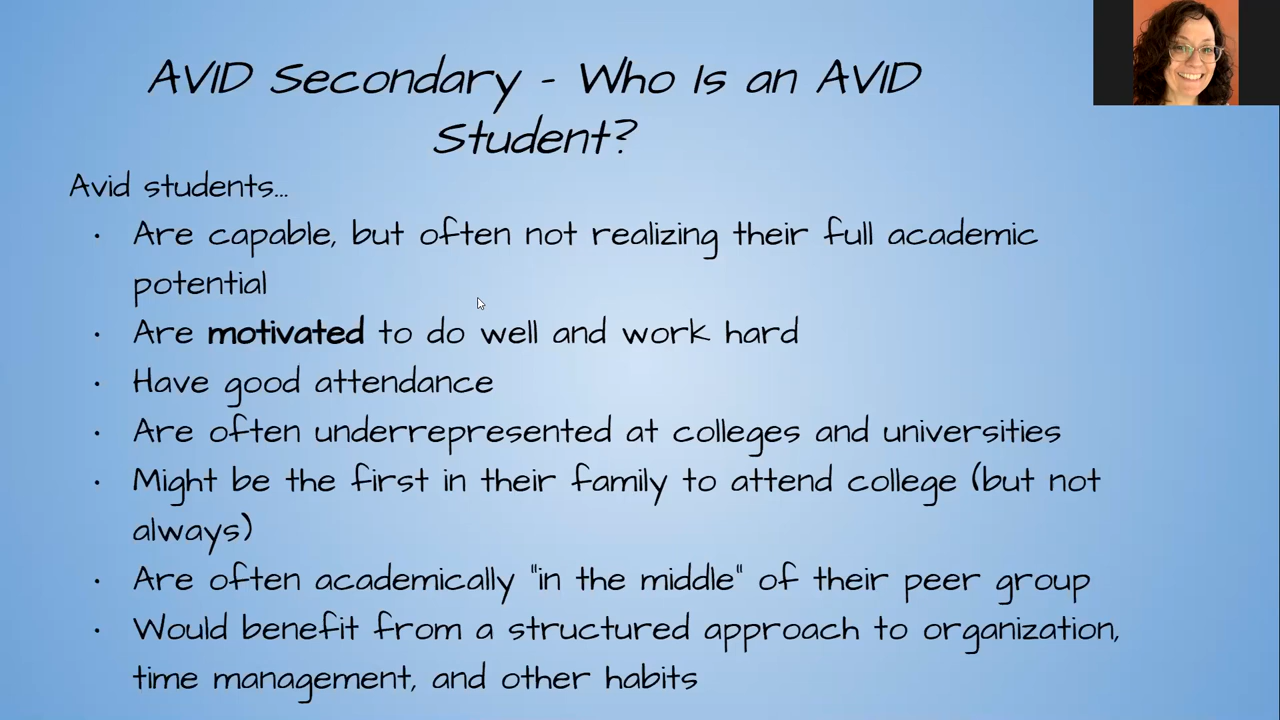 AVID Secondary - Who Is an AVID
Student?
Avid students...
• Are capable, but often not realizing their full academic
potential
• Are motivated to do well and work hard
• Have good attendance
• Are often underrepresented at colleges and universities
• Might be the first in their family to attend college (but not
always)
• Are often academically "in the middle" of their peer group
• Would benefit from a structured approach to organization,
time management, and other habits